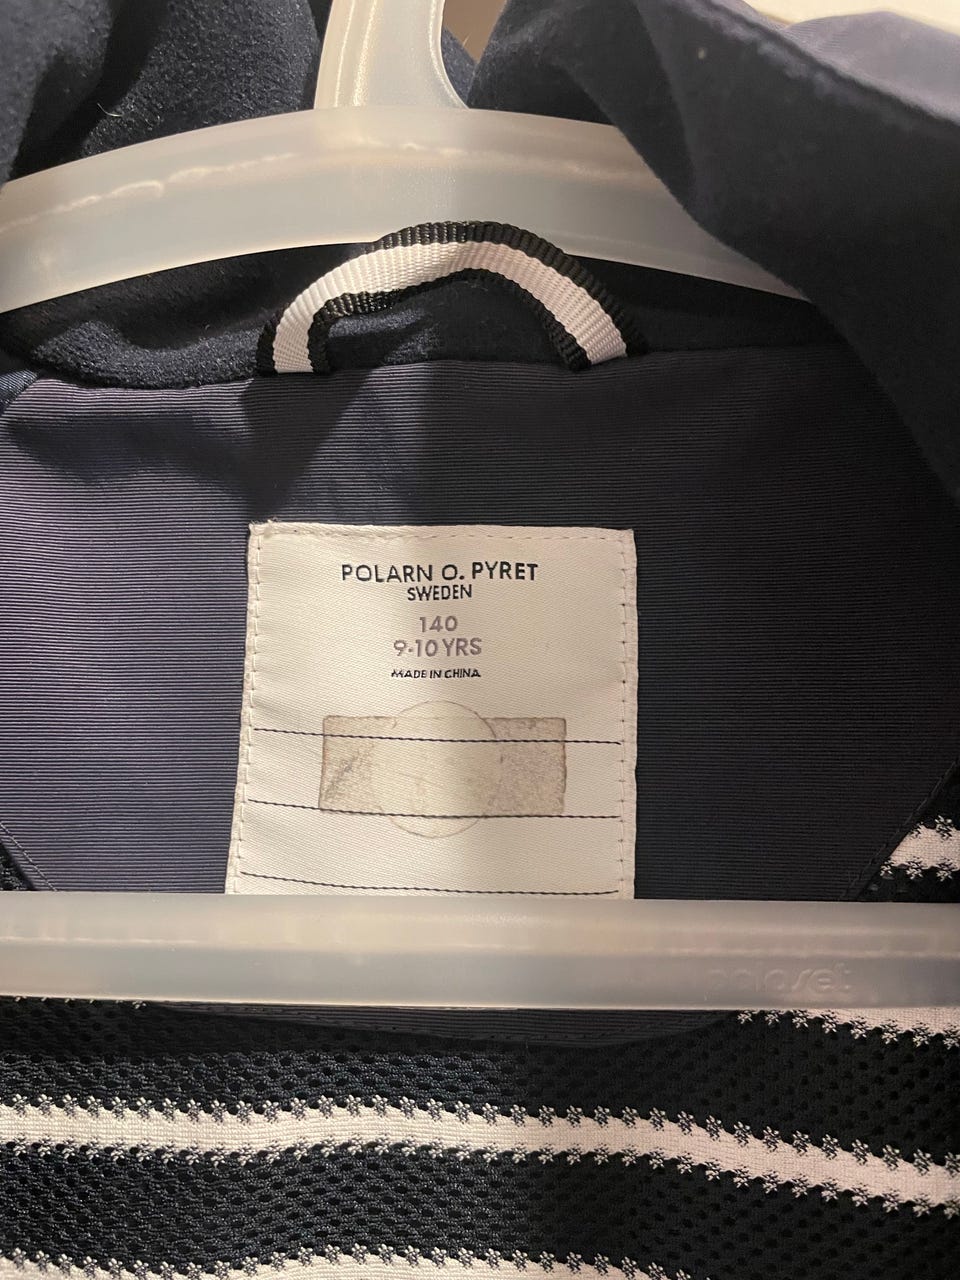 POLARN O. PYRET
SWEDEN
140
9-10 YRS
MADE IN CHINA